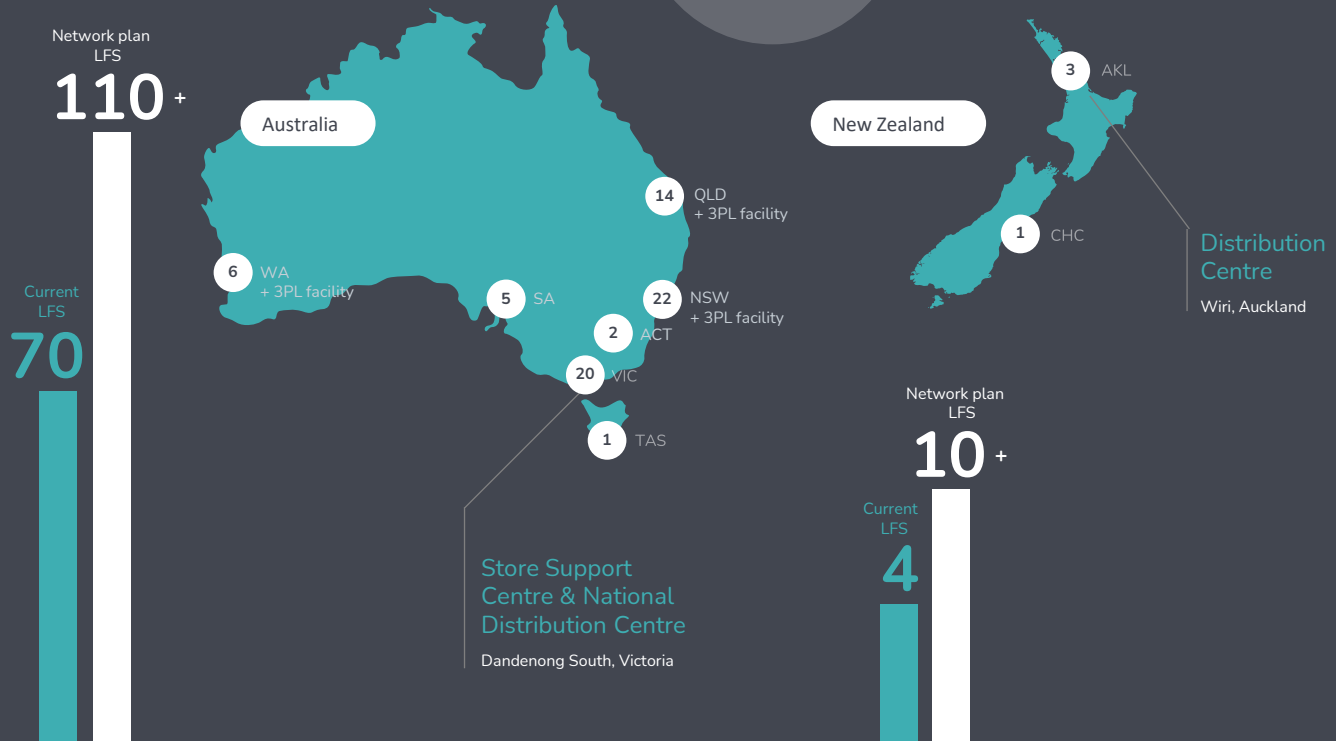 Network plan
LFS
110 +
Current
LFS
70
Australia
14
QLD
+ 3PL facility
6
WA
+ 3PL facility
5
SA
22
NSW
+ 3PL facility
2
ACT
20
VIC
1
TAS
Store Support
Centre & National
Distribution Centre
Dandenong South, Victoria
New Zealand
3
AKL
1
CHC
Distribution
Centre
Wiri, Auckland
Network plan
LFS
10 +
Current
LFS
4